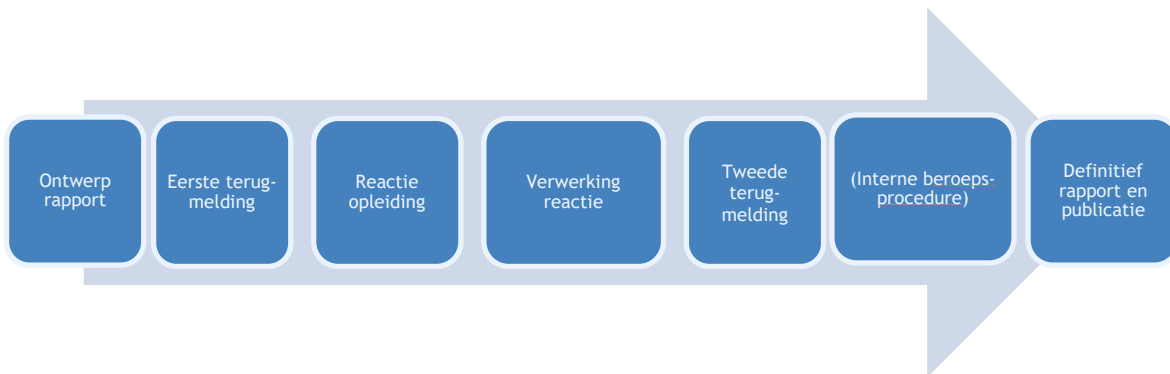 Ontwerp
rapport
Eerste terug-
melding
Reactie
opleiding
Verwerking
reactie
Tweede
terug-
melding
(Interne beroeps-
procedure)
Definitief
rapport en
publicatie